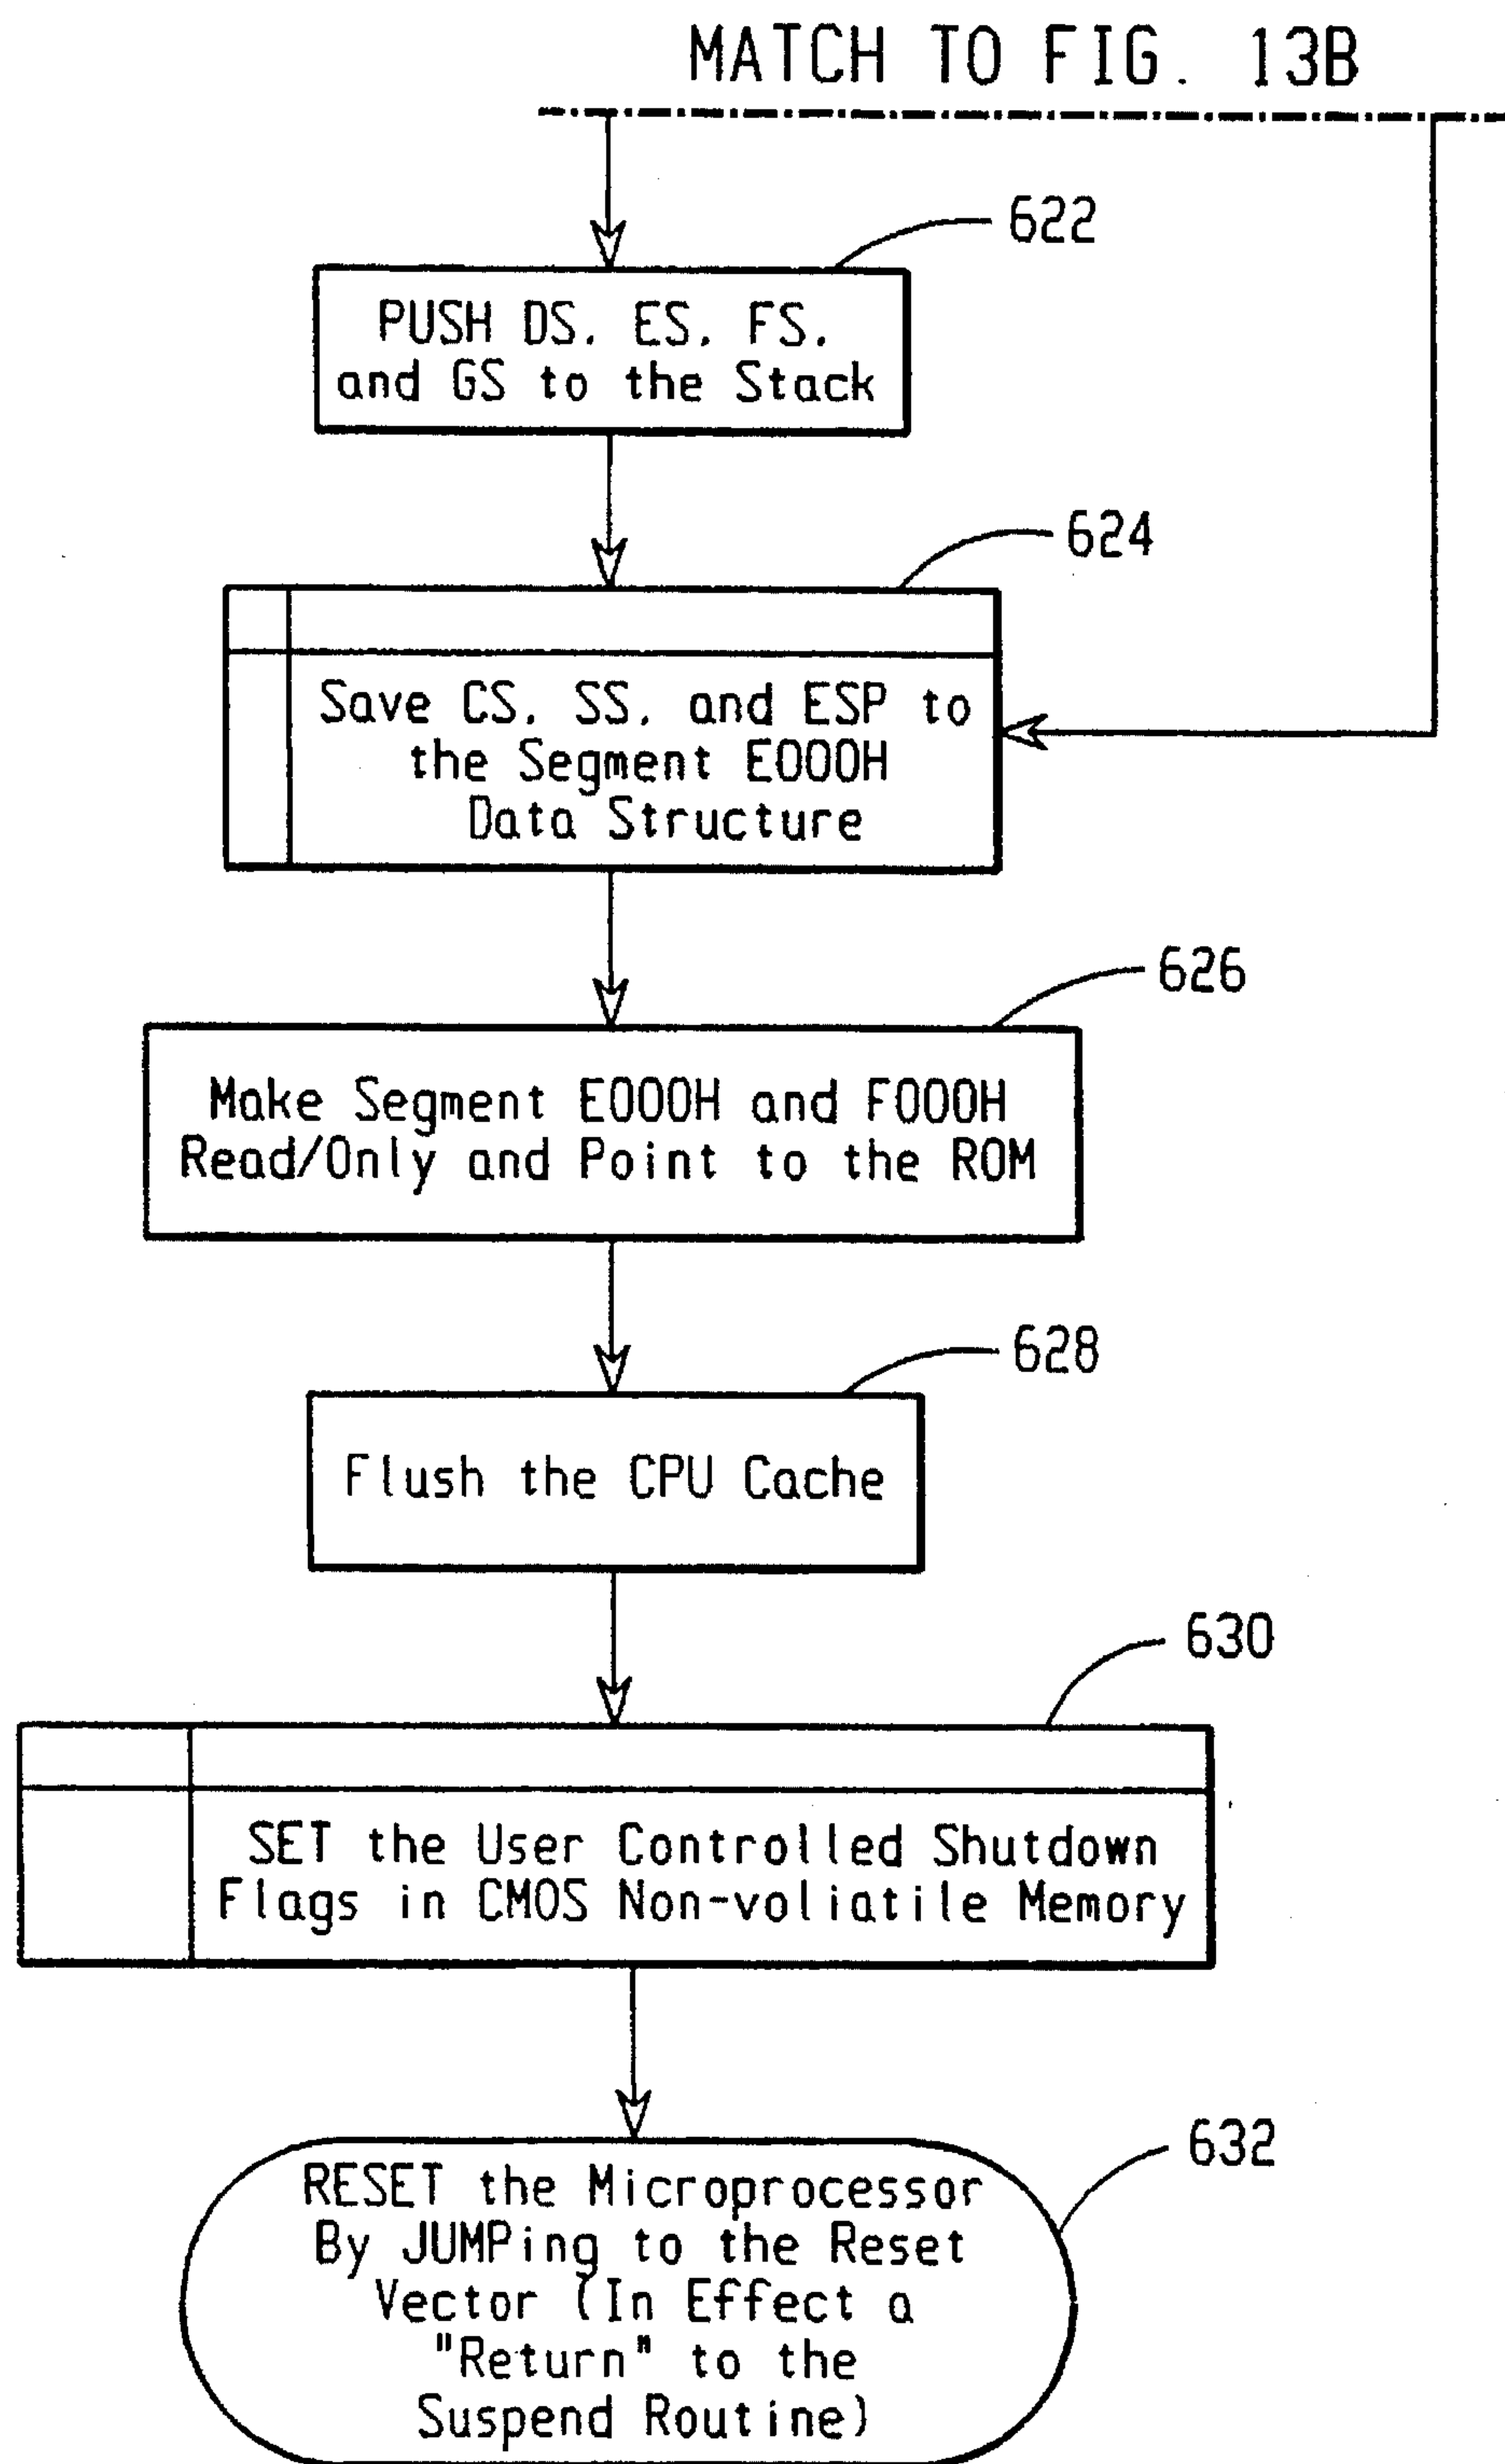 MATCH TO FIG. 13B
622
PUSH DS, ES, FS,
and GS to the Stack
624
Save CS, SS, and ESP to
the Segment E000H
Data Structure
626
Make Segment E000H and F000H
Read/Only and Point to the ROM
628
Flush the CPU Cache
630
SET the User Controlled Shutdown
Flags in CMOS Non-voliatile Memory
632
RESET the Microprocessor
By JUMPing to the Reset
Vector (In Effect a
"Return" to the
Suspend Routine)